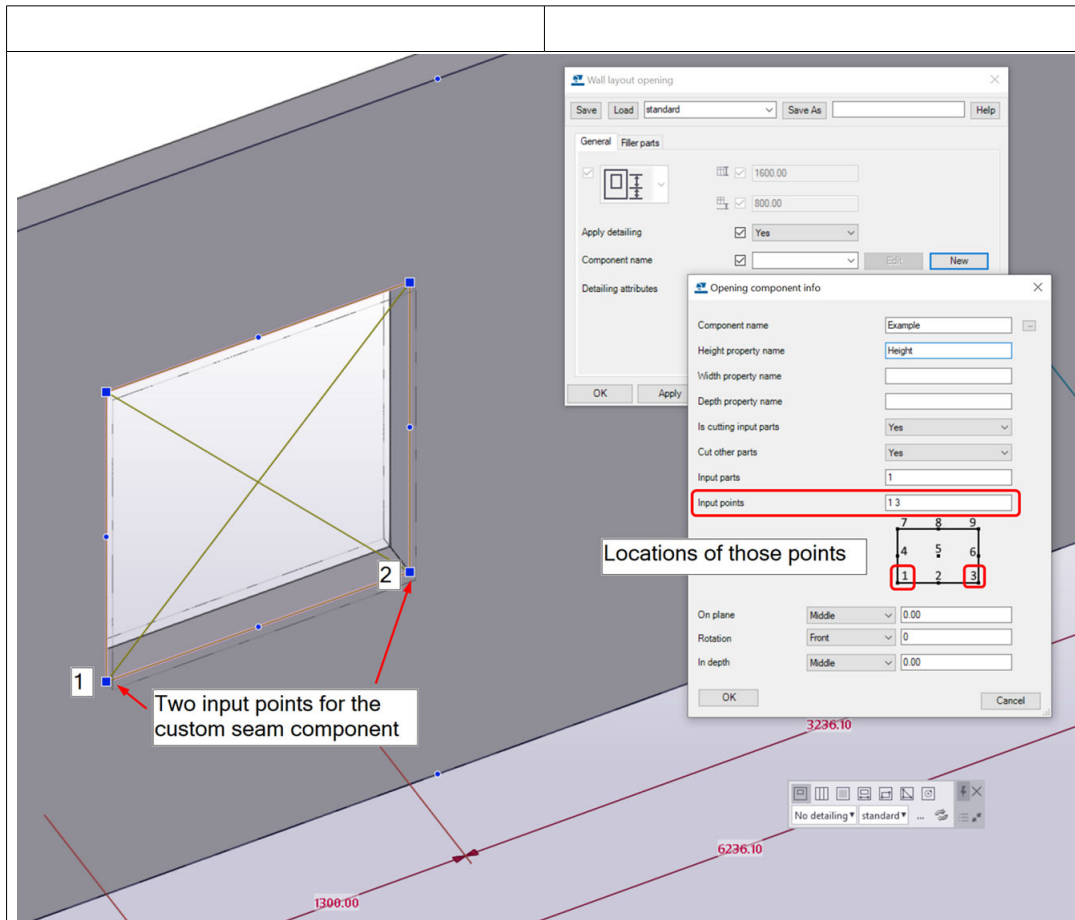 Wall layout opening
Save Load standard Save As Help
General Filler parts
1600.00
800.00
Apply detailing Yes
Component name Edit New
Detailing attributes
OK Apply
Opening component info
Component name Example ...
Height property name Height
Width property name
Depth property name
Is cutting input parts Yes
Cut other parts Yes
Input parts 1
Input points 1 3
Locations of those points
7 8 9
4 5 6
1 2 3
On plane Middle 0.00
Rotation Front 0
In depth Middle 0.00
OK Cancel
2
1
Two input points for the
custom seam component
3236.10
No detailing standard ...
6236.10
1300.00